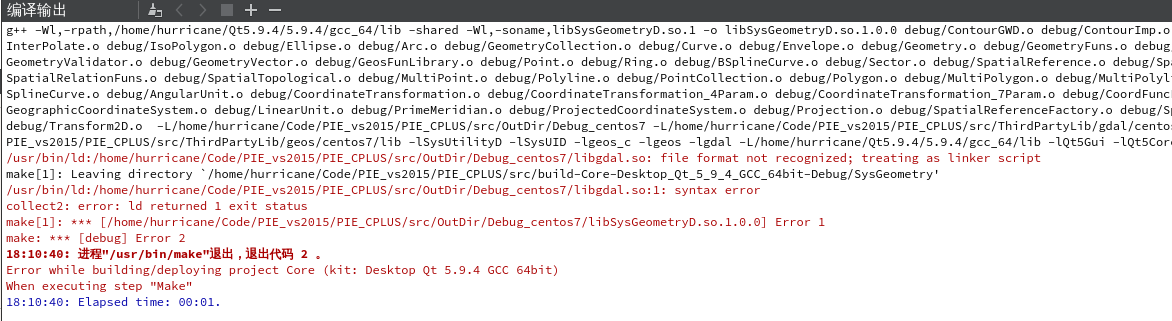 编译输出
g++ -Wl,-rpath,/home/hurricane/Qt5.9.4/5.9.4/gcc_64/lib -shared -Wl,-soname,libSysGeometryD.so.1 -o libSysGeometryD.so.1.0.0 debug/ContourGWD.o debug/ContourImp.o
InterPolate.o debug/IsoPolygon.o debug/Ellipse.o debug/Arc.o debug/GeometryCollection.o debug/Curve.o debug/Envelope.o debug/Geometry.o debug/GeometryFuns.o debug/
GeometryValidator.o debug/GeometryVector.o debug/GeosFunLibrary.o debug/Point.o debug/Ring.o debug/BSplineCurve.o debug/Sector.o debug/SpatialReference.o debug/Spa
SpatialRelationFuns.o debug/SpatialTopological.o debug/MultiPoint.o debug/Polyline.o debug/PointCollection.o debug/Polygon.o debug/MultiPolygon.o debug/MultiPolyl
SplineCurve.o debug/AngularUnit.o debug/CoordinateTransformation.o debug/CoordinateTransformation_4Param.o debug/CoordinateTransformation_7Param.o debug/CoordFunc
GeographicCoordinateSystem.o debug/LinearUnit.o debug/PrimeMeridian.o debug/ProjectedCoordinateSystem.o debug/Projection.o debug/SpatialReferenceFactory.o debug/S
debug/Transform2D.o  -L/home/hurricane/Code/PIE_vs2015/PIE_CPLUS/src/OutDir/Debug_centos7 -L/home/hurricane/Code/PIE_vs2015/PIE_CPLUS/src/ThirdPartyLib/gdal/cento
PIE_vs2015/PIE_CPLUS/src/ThirdPartyLib/geos/centos7/lib -lSysUtilityD -lSysUID -lgeos_c -lgeos -lgdal -L/home/hurricane/Qt5.9.4/5.9.4/gcc_64/lib -lQt5Gui -lQt5Core
/usr/bin/ld:/home/hurricane/Code/PIE_vs2015/PIE_CPLUS/src/OutDir/Debug_centos7/libgdal.so: file format not recognized; treating as linker script
make[1]: Leaving directory `/home/hurricane/Code/PIE_vs2015/PIE_CPLUS/src/build-Core-Desktop_Qt_5_9_4_GCC_64bit-Debug/SysGeometry'
/usr/bin/ld:/home/hurricane/Code/PIE_vs2015/PIE_CPLUS/src/OutDir/Debug_centos7/libgdal.so:1: syntax error
collect2: error: ld returned 1 exit status
make[1]: *** [/home/hurricane/Code/PIE_vs2015/PIE_CPLUS/src/OutDir/Debug_centos7/libSysGeometryD.so.1.0.0] Error 1
make: *** [debug] Error 2
18:10:40: 进程"/usr/bin/make"退出，退出代码 2 。
Error while building/deploying project Core (kit: Desktop Qt 5.9.4 GCC 64bit)
When executing step "Make"
18:10:40: Elapsed time: 00:01.